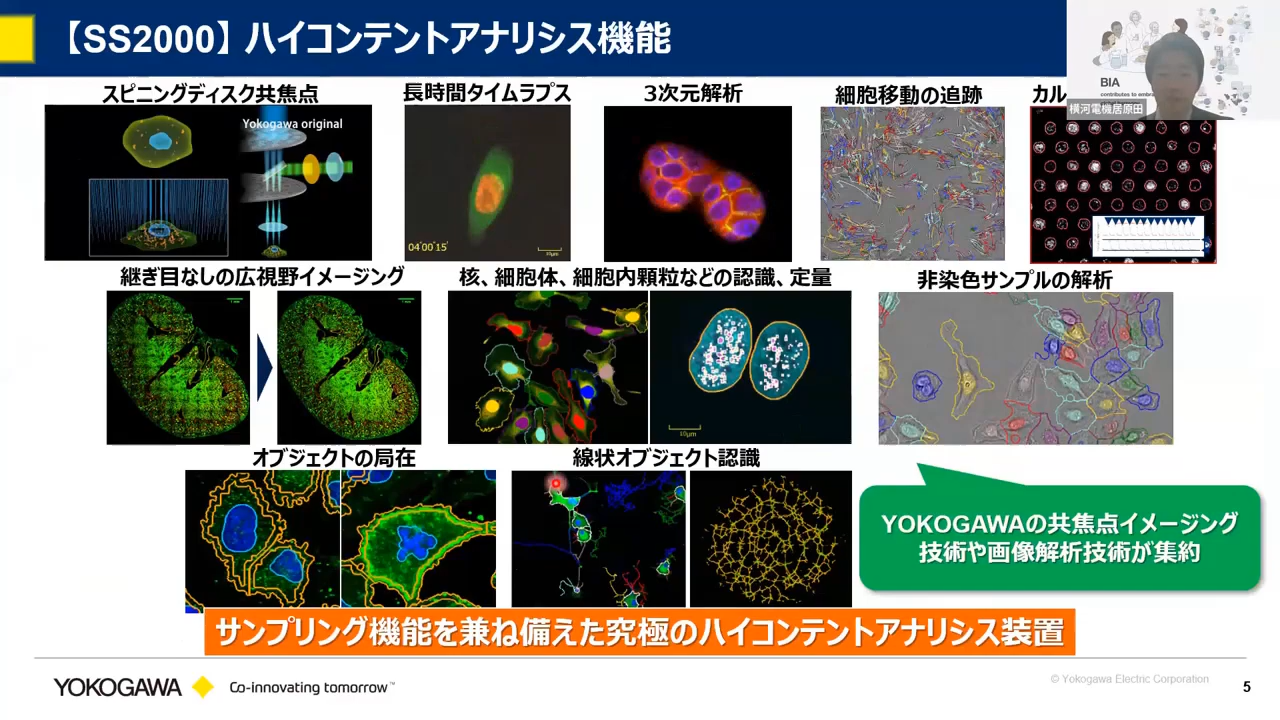 【SS2000】ハイコンテントアナリシス機能
BIA
横河電機居原田
スピニングディスク共焦点
長時間タイムラプス
3次元解析
細胞移動の追跡
カル
Yokogawa original
04°00'15"
10μm
継ぎ目なしの広視野イメージング
核、細胞体、細胞内顆粒などの認識、定量
非染色サンプルの解析
10μm
オブジェクトの局在
線状オブジェクト認識
YOKOGAWAの共焦点イメージング
技術や画像解析技術が集約
サンプリング機能を兼ね備えた究極のハイコンテントアナリシス装置
YOKOGAWA
Co-innovating tomorrow™
© Yokogawa Electric Corporation
5